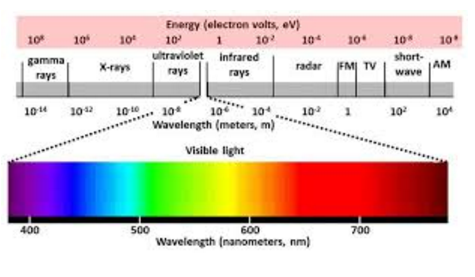 Energy (electron volts, eV)
10⁸ 10⁶ 10⁴ 10² 1 10⁻² 10⁻⁴ 10⁻⁶ 10⁻⁸
gamma rays X-rays ultraviolet rays infrared rays radar FM TV short-wave AM
10⁻¹⁴ 10⁻¹² 10⁻¹⁰ 10⁻⁸ 10⁻⁶ 10⁻⁴ 10⁻² 1 10² 10⁴
Wavelength (meters, m)
Visible light
400 500 600 700
Wavelength (nanometers, nm)